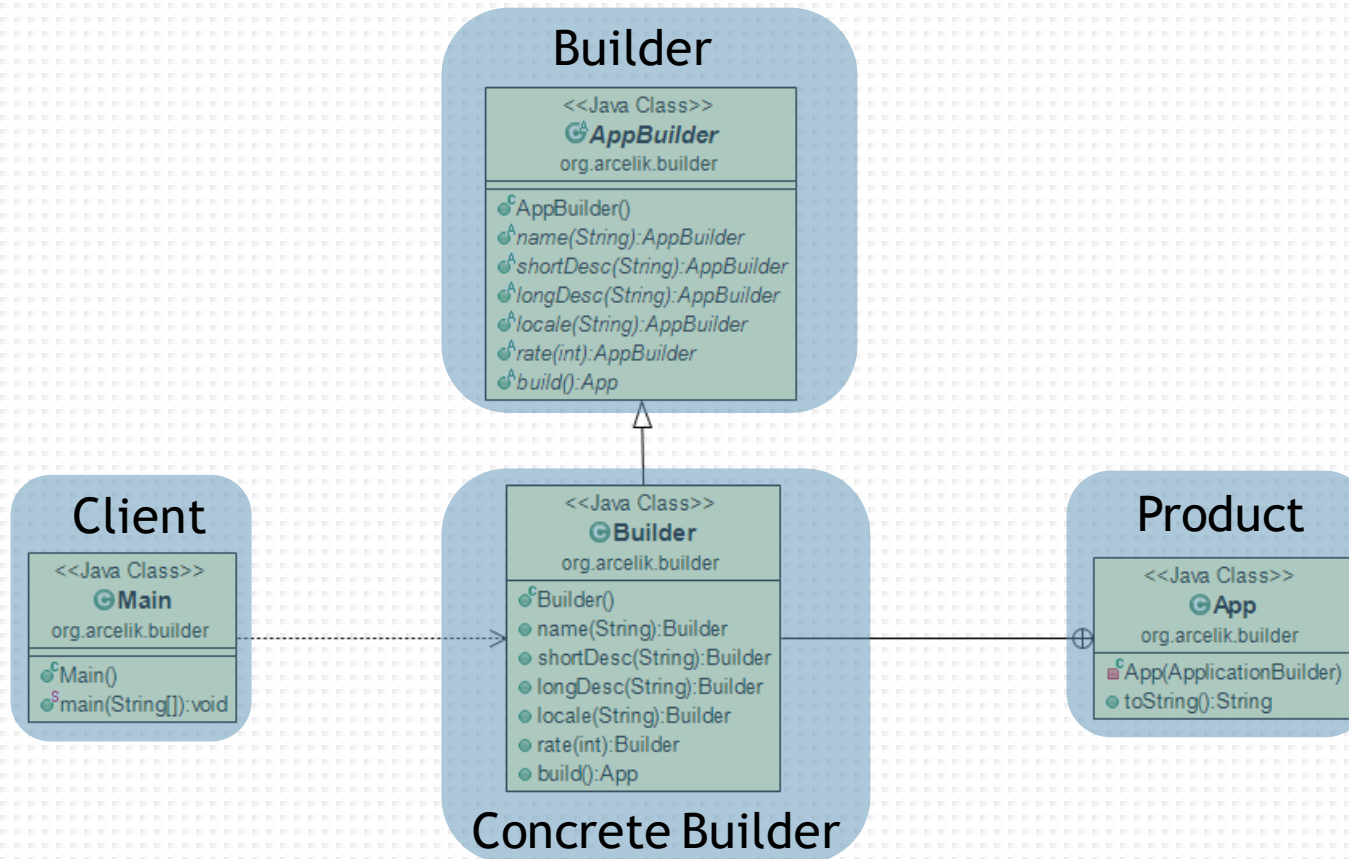 Builder
<<Java Class>>
AppBuilder
org.arcelik.builder
AppBuilder()
name(String):AppBuilder
shortDesc(String):AppBuilder
longDesc(String):AppBuilder
locale(String):AppBuilder
rate(int):AppBuilder
build():App
Client
<<Java Class>>
Main
org.arcelik.builder
Main()
main(String[]):void
<<Java Class>>
Builder
org.arcelik.builder
Builder()
name(String):Builder
shortDesc(String):Builder
longDesc(String):Builder
locale(String):Builder
rate(int):Builder
build():App
Concrete Builder
Product
<<Java Class>>
App
org.arcelik.builder
App(ApplicationBuilder)
toString():String